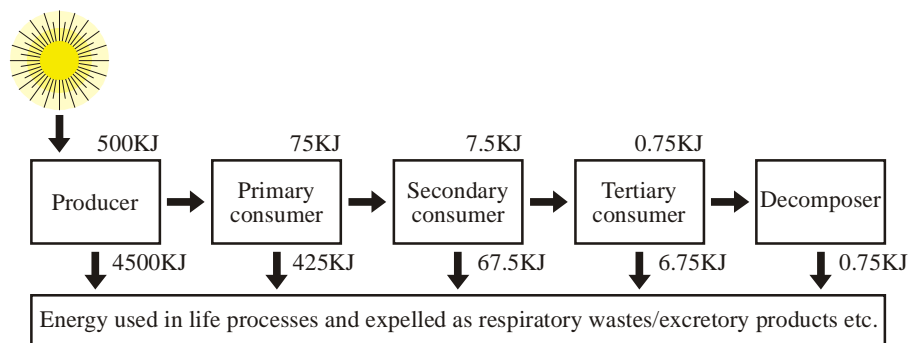 500KJ
75KJ
7.5KJ
0.75KJ
Producer
Primary
consumer
Secondary
consumer
Tertiary
consumer
Decomposer
4500KJ
425KJ
67.5KJ
6.75KJ
0.75KJ
Energy used in life processes and expelled as respiratory wastes/excretory products etc.